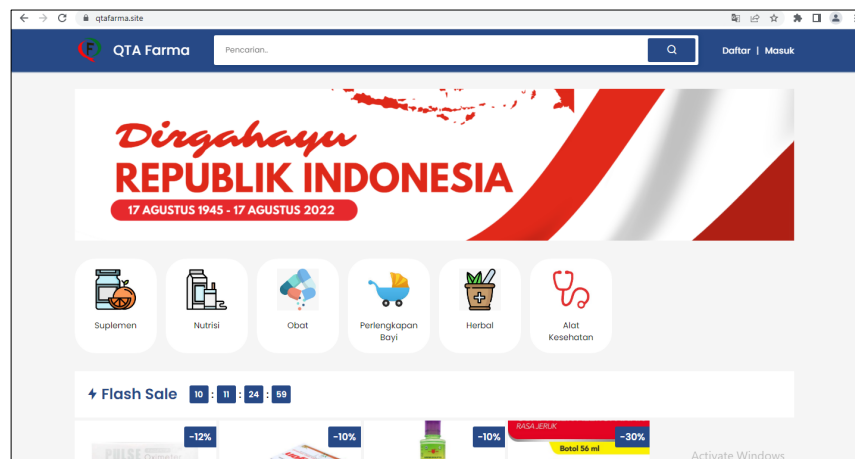 qtafarma.site
QTA Farma
Pencarian..
Daftar | Masuk
Dirgahayu
REPUBLIK INDONESIA
17 AGUSTUS 1945 - 17 AGUSTUS 2022
Suplemen
Nutrisi
Obat
Perlengkapan
Bayi
Herbal
Alat
Kesehatan
Flash Sale 10 : 11 : 24 : 59
-12%
-10%
-10%
-30%
RASA JERUK
Botol 56 ml
PULSE Oximeter
Activate Windows